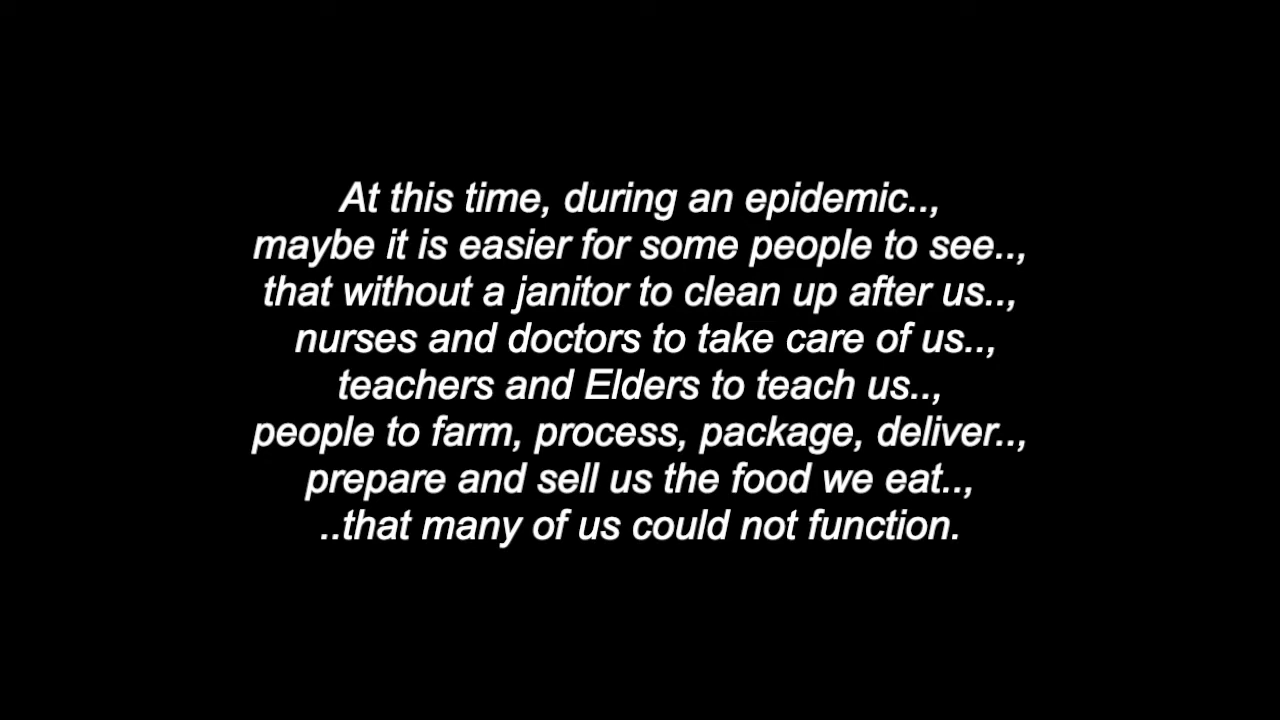 At this time, during an epidemic..,
maybe it is easier for some people to see..,
that without a janitor to clean up after us..,
nurses and doctors to take care of us..,
teachers and Elders to teach us..,
people to farm, process, package, deliver..,
prepare and sell us the food we eat..,
..that many of us could not function.